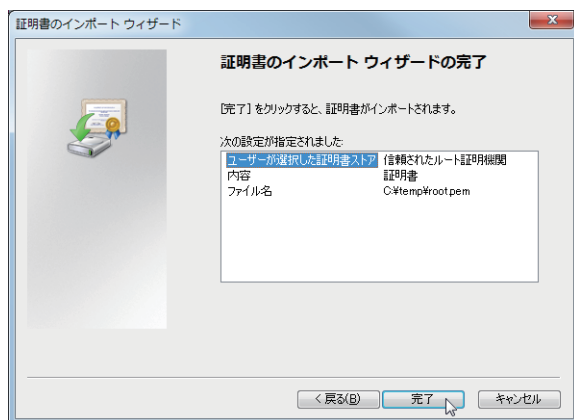 証明書のインポート ウィザード
証明書のインポート ウィザードの完了
[完了] をクリックすると、証明書がインポートされます。
次の設定が指定されました:
ユーザーが選択した証明書ストア 信頼されたルート証明機関
内容 証明書
ファイル名 C:¥temp¥root.pem
< 戻る(B) 完了 キャンセル